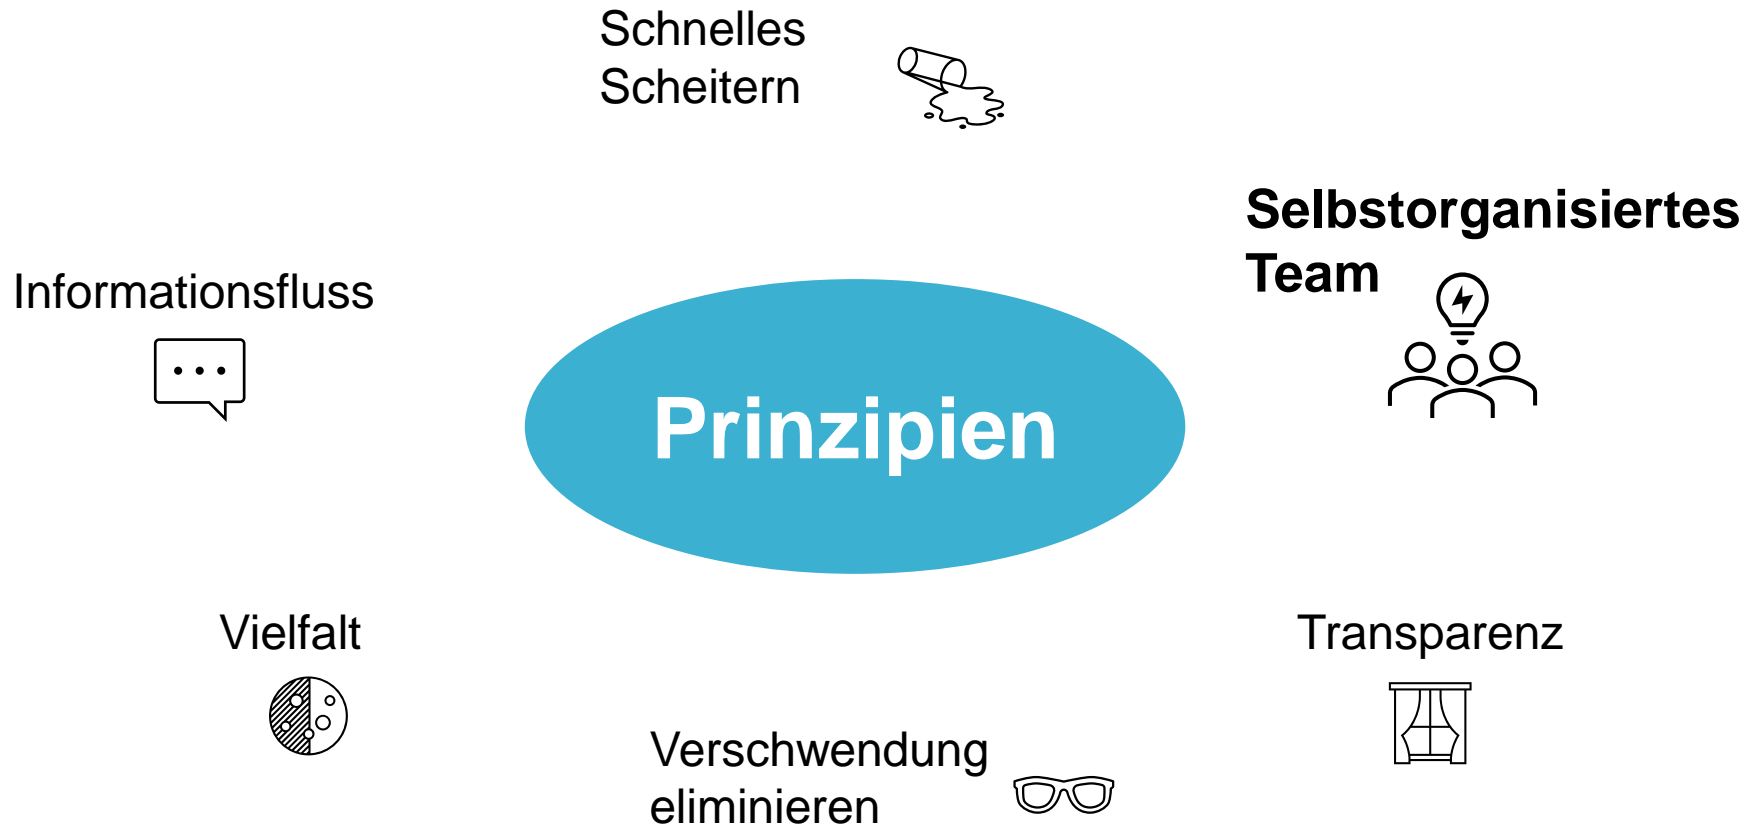 Schnelles
Scheitern
Selbstorganisiertes
Team
Informationsfluss
Prinzipien
Vielfalt
Transparenz
Verschwendung
eliminieren